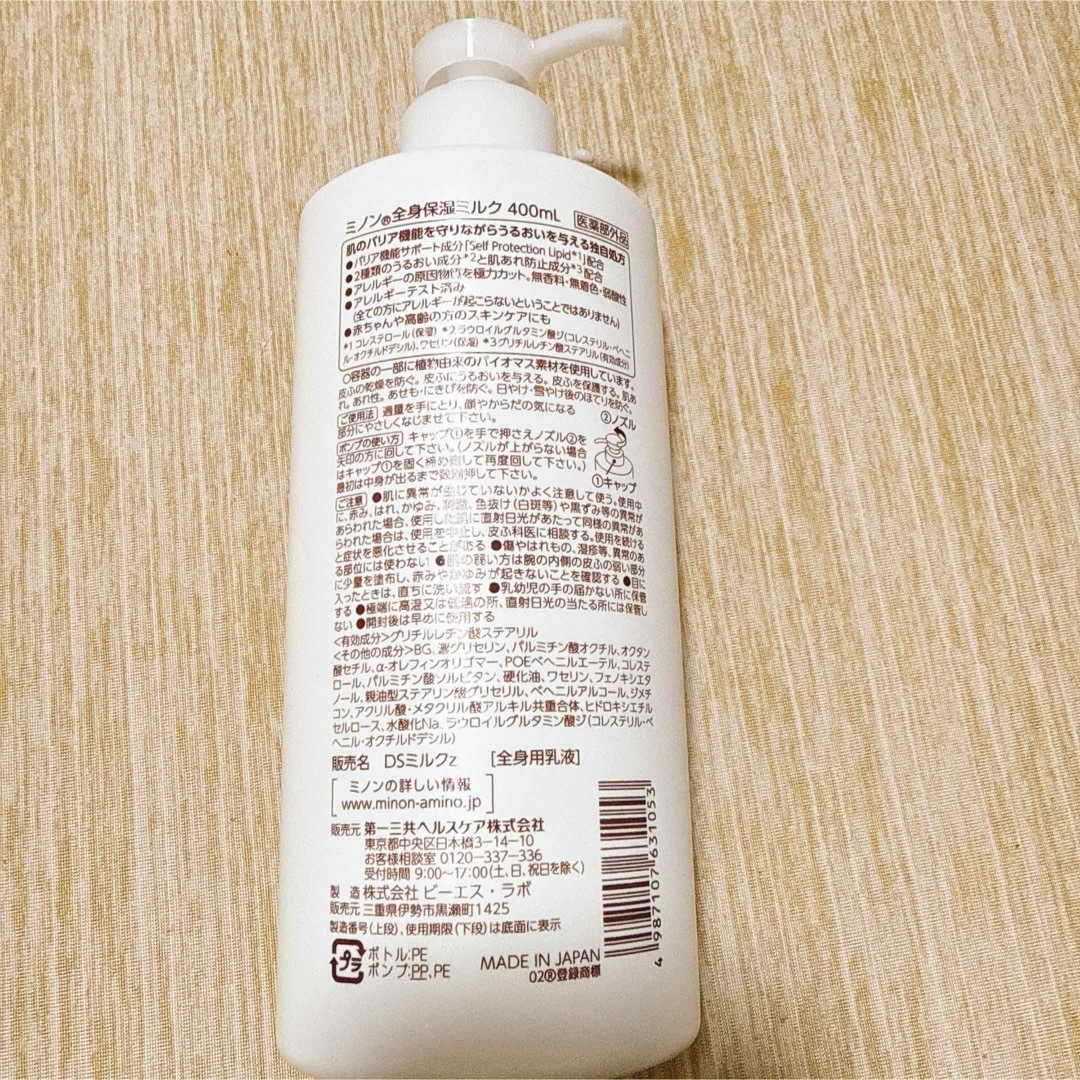 ミノン®全身保湿ミルク 400mL 医薬部外品
肌のバリア機能を守りながらうるおいを与える独自処方
●バリア機能サポート成分「Self Protection Lipid*1」配合
●2種類のうるおい成分*2と肌あれ防止成分*3配合
●アレルギーの原因物質を極力カット。無香料・無着色・弱酸性
●アレルギーテスト済み
(全ての方にアレルギーが起こらないということではありません)
●赤ちゃんや高齢の方のスキンケアにも
*1 コレステロール(保湿) *2 ラウロイルグルタミン酸ジ(コレステリル・ベヘニ
ル・オクチルドデシル)、ワセリン(保湿) *3 グリチルレチン酸ステアリル(有効成分)
○容器の一部に植物由来のバイオマス素材を使用しています。
皮ふの乾燥を防ぐ。皮ふにうるおいを与える。皮ふを保護する。肌あ
れ。あれ性。あせも・にきびを防ぐ。日やけ・雪やけ後のほてりを防ぐ。
ご使用法 適量を手にとり、顔やからだの気になる
部分にやさしくなじませて下さい。
ポンプの使い方 キャップ①を手で押さえノズル②を
矢印の方に回して下さい。(ノズルが上がらない場合
はキャップ①を固く締め直して再度回して下さい。)
最初は中身が出るまで数回押して下さい。
②ノズル
①キャップ
ご注意 ●肌に異常が生じていないかよく注意して使う。使用中
に、赤み、はれ、かゆみ、刺激、色抜け(白斑等)や黒ずみ等の異常があ
らわれた場合、使用した肌に直射日光があたって同様の異常があ
らわれた場合は、使用を中止し、皮ふ科医に相談する。使用を続ける
と症状を悪化させることがある ●傷やはれもの、湿疹等、異常のあ
る部位には使わない ●肌の弱い方は腕の内側の皮ふの弱い部分
に少量を塗布し、赤みやかゆみが起きないことを確認する ●目に
入ったときは、直ちに洗い流す ●乳幼児の手の届かない所に保管
する ●極端に高温又は低温の所、直射日光の当たる所には保管し
ない ●開封後は早めに使用する
<有効成分>グリチルレチン酸ステアリル
<その他の成分>BG、濃グリセリン、パルミチン酸オクチル、オクタン
酸セチル、α-オレフィンオリゴマー、POEベヘニルエーテル、コレステ
ロール、パルミチン酸ソルビタン、硬化油、ワセリン、フェノキシエタ
ノール、親油型ステアリン酸グリセリル、ベヘニルアルコール、ジメチ
コン、アクリル酸・メタクリル酸アルキル共重合体、ヒドロキシエチル
セルロース、水酸化Na、ラウロイルグルタミン酸ジ(コレステリル・ベ
ヘニル・オクチルドデシル)
販売名 DSミルクz [全身用乳液]
ミノンの詳しい情報
www.minon-amino.jp
販売元 第一三共ヘルスケア株式会社
東京都中央区日本橋3-14-10
お客様相談室 0120-337-336
受付時間 9:00〜17:00(土、日、祝日を除く)
製造 株式会社 ピーエス・ラボ
販売元 三重県伊勢市黒瀬町1425
製造番号(上段)、使用期限(下段)は底面に表示
プラ
ボトル:PE
ポンプ:PP,PE
MADE IN JAPAN
02®登録商標
4 987107 631053